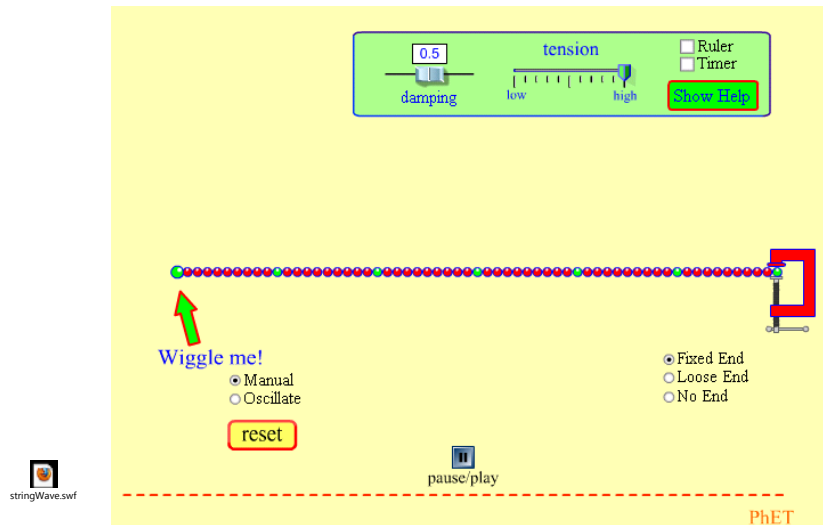 0.5
damping
tension
low
high
Ruler
Timer
Show Help
Wiggle me!
Manual
Oscillate
reset
Fixed End
Loose End
No End
pause/play
stringWave.swf
PhET